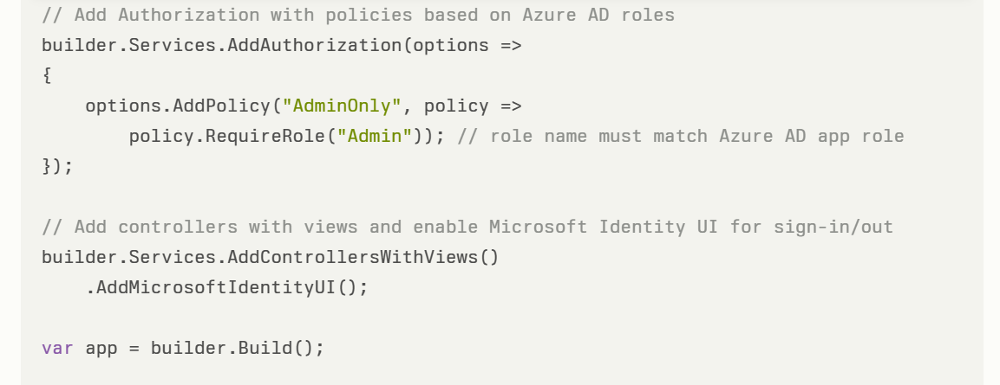 // Add Authorization with policies based on Azure AD roles
builder.Services.AddAuthorization(options =>
{
    options.AddPolicy("AdminOnly", policy =>
        policy.RequireRole("Admin")); // role name must match Azure AD app role
});

// Add controllers with views and enable Microsoft Identity UI for sign-in/out
builder.Services.AddControllersWithViews()
    .AddMicrosoftIdentityUI();

var app = builder.Build();